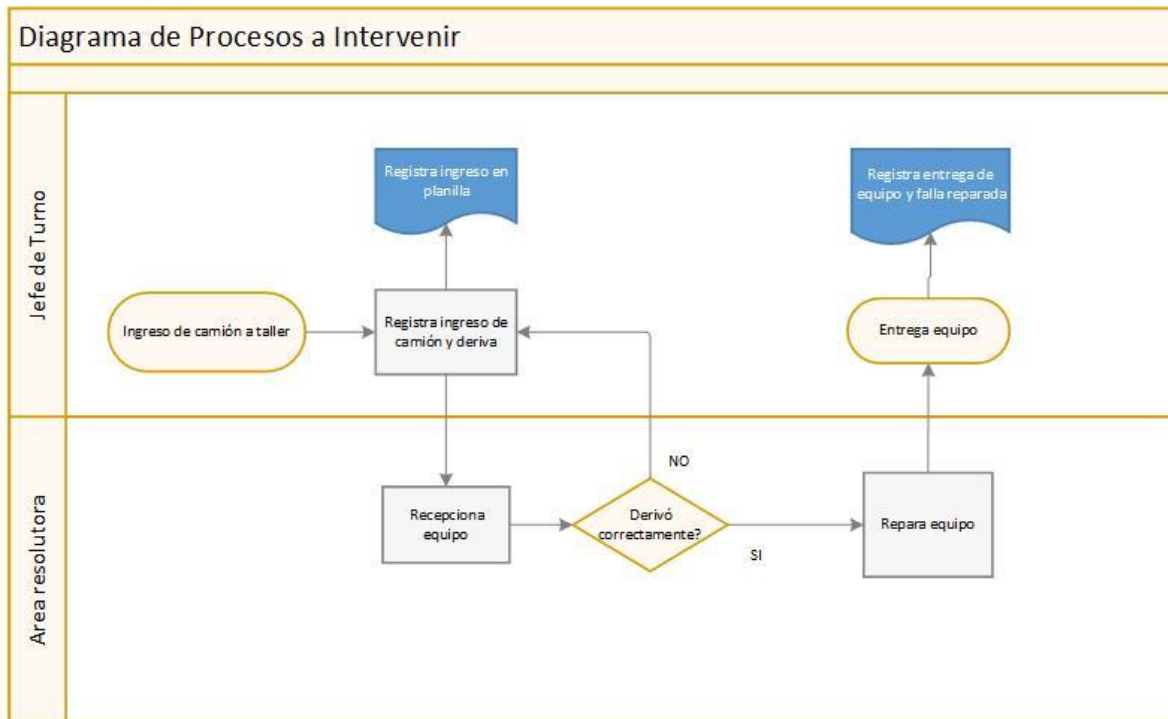 Diagrama de Procesos a Intervenir
Jefe de Turno
Registra ingreso en
planilla
Registra entrega de
equipo y falla reparada
Ingreso de camión a taller
Registra ingreso de
camión y deriva
Entrega equipo
Area resolutora
NO
Recepciona
equipo
Derivó
correctamente?
SI
Repara equipo